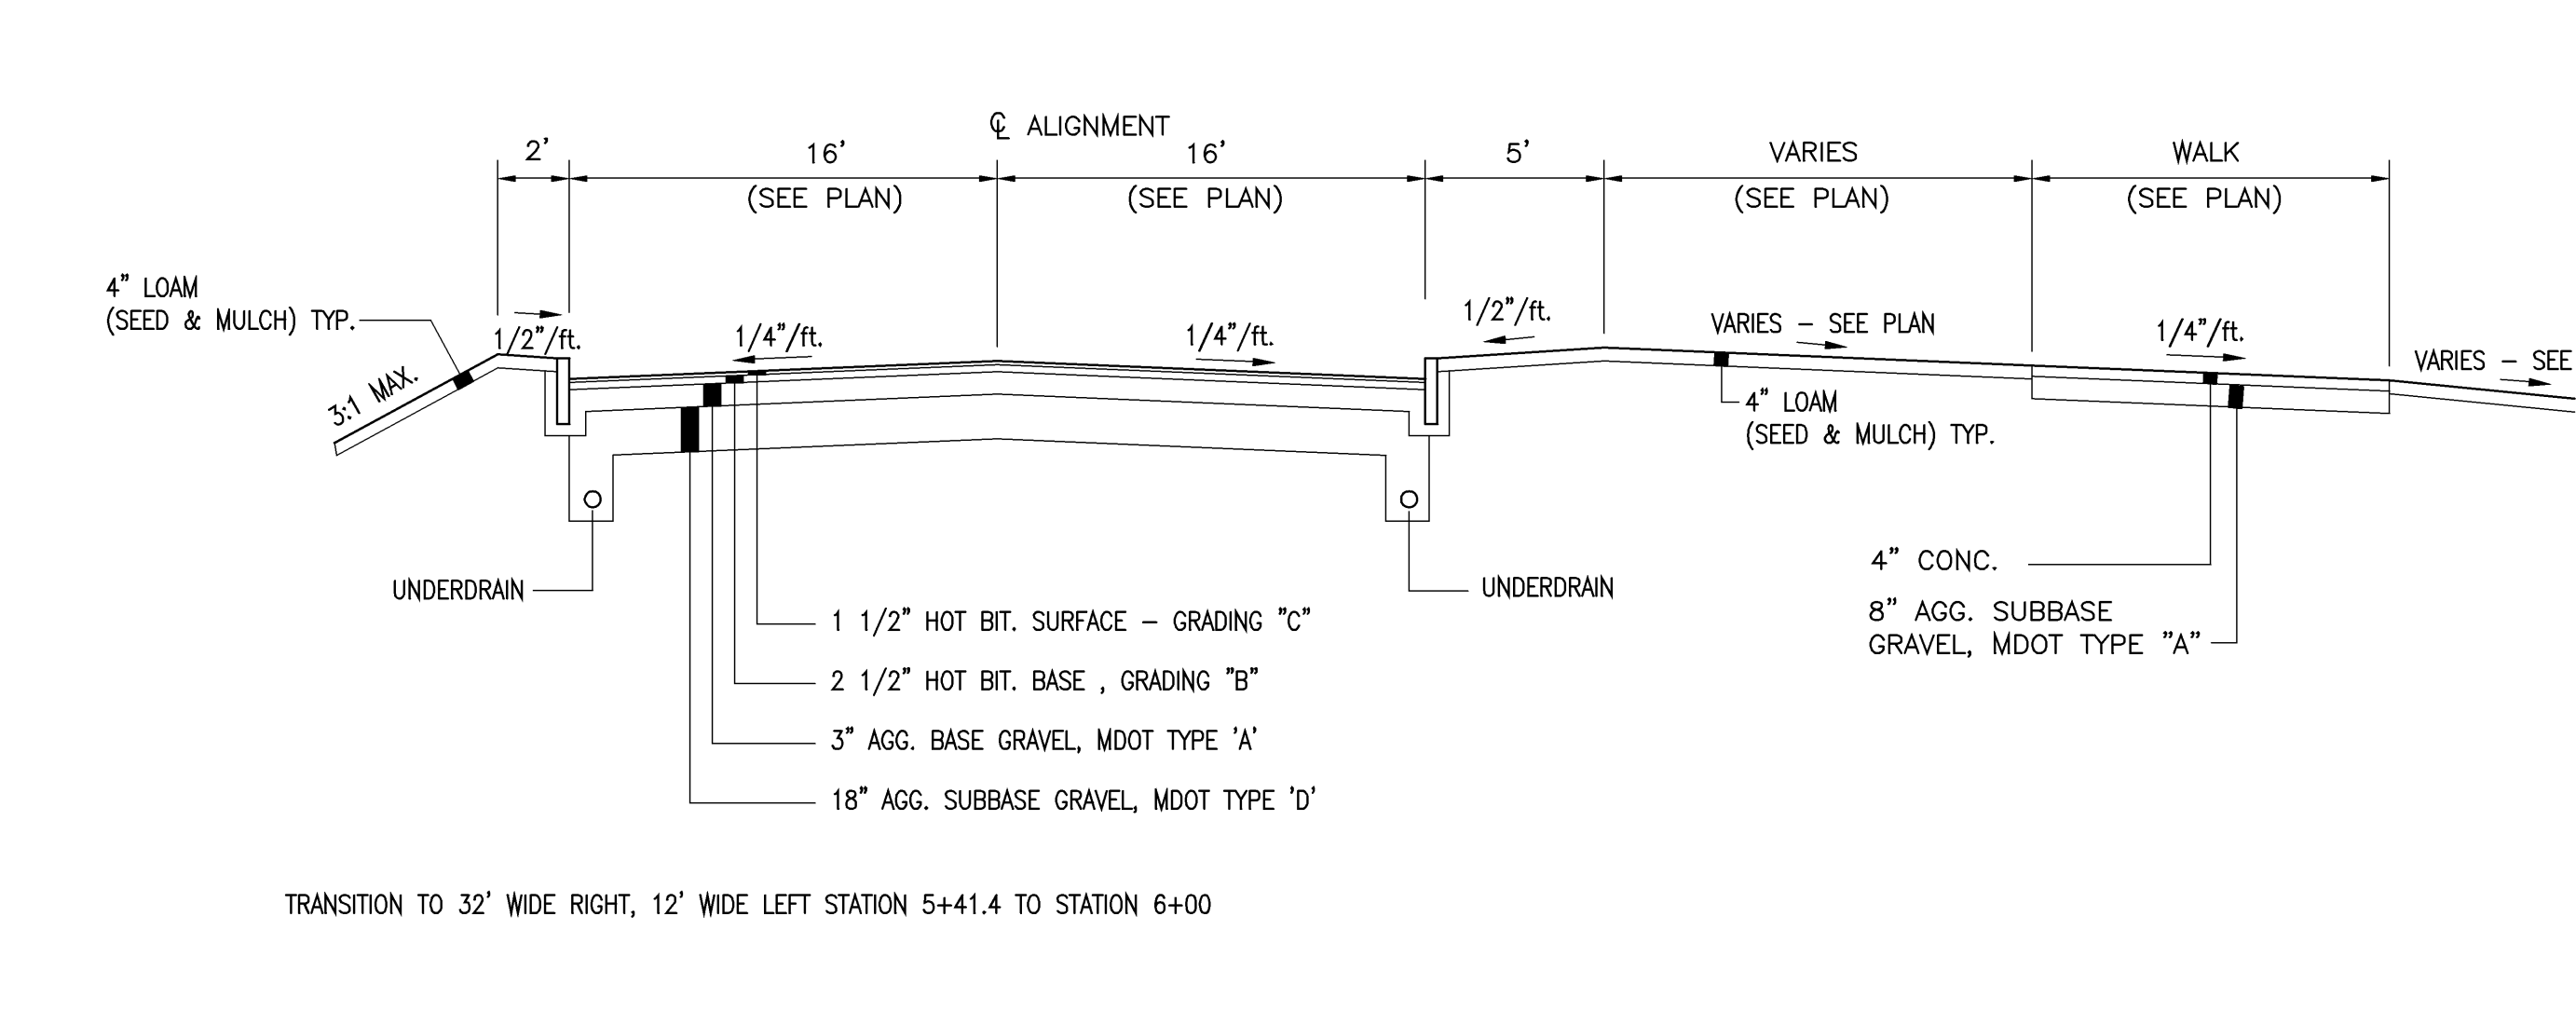 ℄ ALIGNMENT
2' 16' 16' 5' VARIES WALK
(SEE PLAN) (SEE PLAN) (SEE PLAN) (SEE PLAN)
4" LOAM
(SEED & MULCH) TYP.
3:1 MAX.
1/2"/ft.
1/4"/ft.
1/4"/ft.
1/2"/ft.
VARIES - SEE PLAN
1/4"/ft.
VARIES - SEE
4" LOAM
(SEED & MULCH) TYP.
UNDERDRAIN
UNDERDRAIN
1 1/2" HOT BIT. SURFACE - GRADING "C"
2 1/2" HOT BIT. BASE , GRADING "B"
3" AGG. BASE GRAVEL, MDOT TYPE 'A'
18" AGG. SUBBASE GRAVEL, MDOT TYPE 'D'
4" CONC.
8" AGG. SUBBASE
GRAVEL, MDOT TYPE "A"
TRANSITION TO 32' WIDE RIGHT, 12' WIDE LEFT STATION 5+41.4 TO STATION 6+00